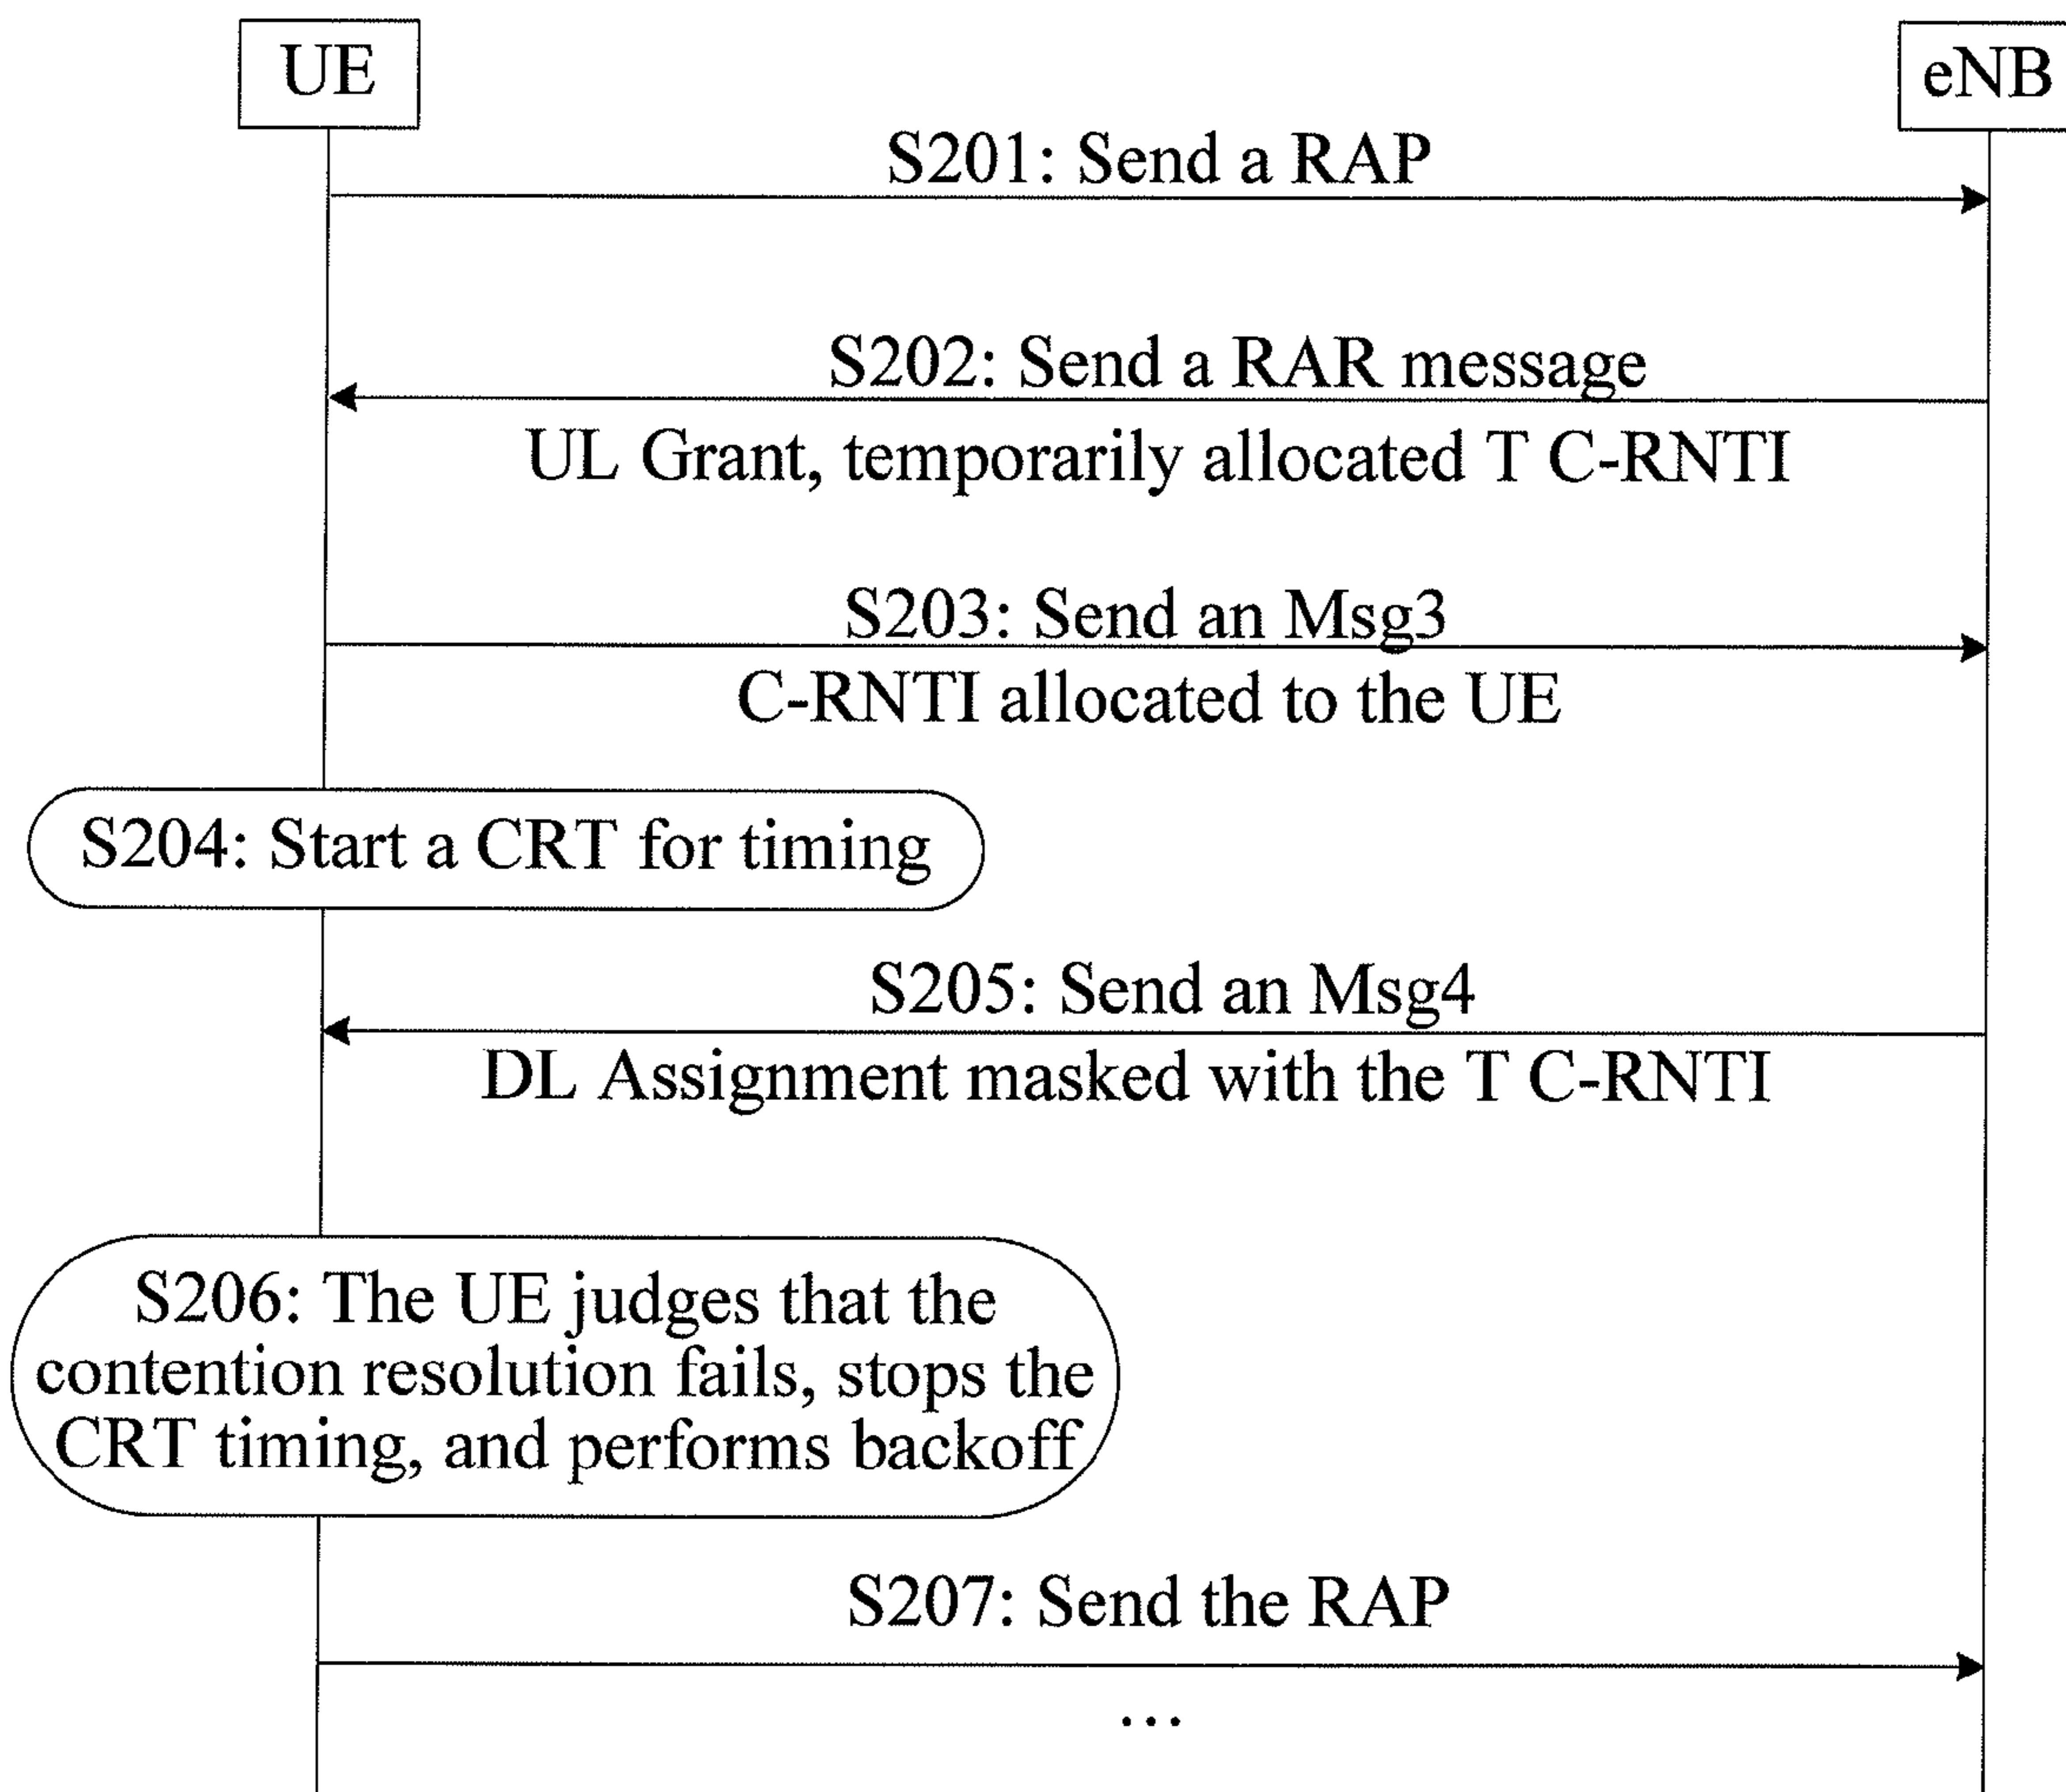 UE
eNB
S201: Send a RAP
S202: Send a RAR message
UL Grant, temporarily allocated T C-RNTI
S203: Send an Msg3
C-RNTI allocated to the UE
S204: Start a CRT for timing
S205: Send an Msg4
DL Assignment masked with the T C-RNTI
S206: The UE judges that the
contention resolution fails, stops the
CRT timing, and performs backoff
S207: Send the RAP
...